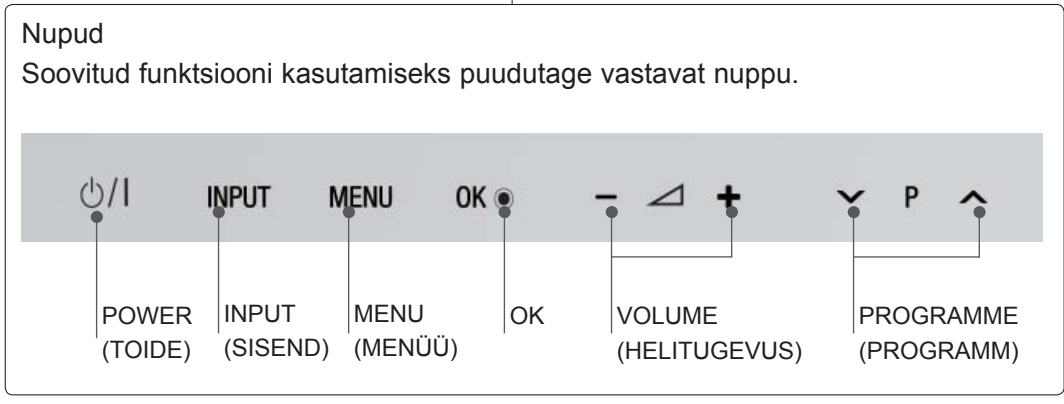 Nupud
Soovitud funktsiooni kasutamiseks puudutage vastavat nuppu.
⏻/I INPUT MENU OK − + P
POWER INPUT MENU OK VOLUME PROGRAMME
(TOIDE) (SISEND) (MENÜÜ) (HELITUGEVUS) (PROGRAMM)